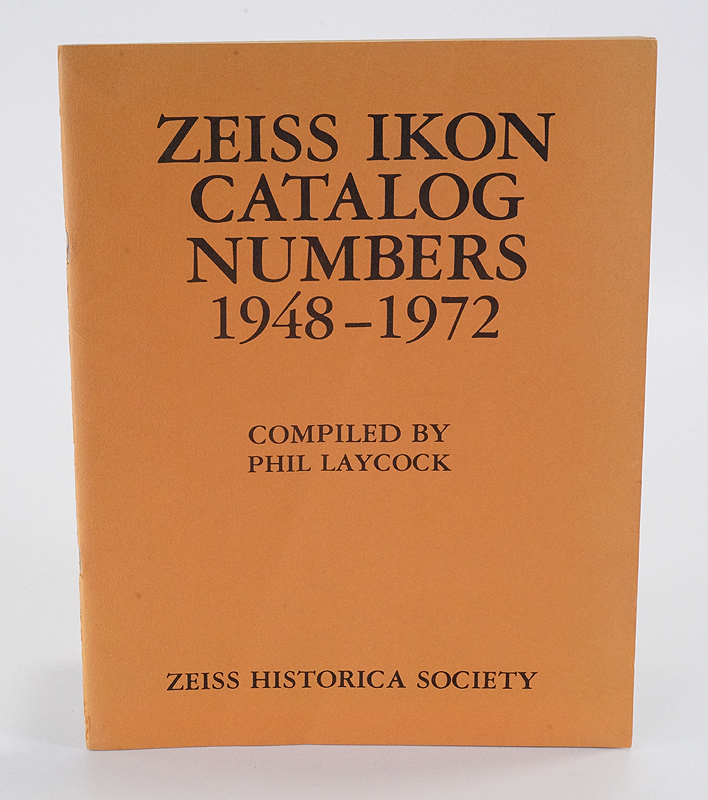 ZEISS IKON
CATALOG
NUMBERS
1948–1972
COMPILED BY
PHIL LAYCOCK
ZEISS HISTORICA SOCIETY